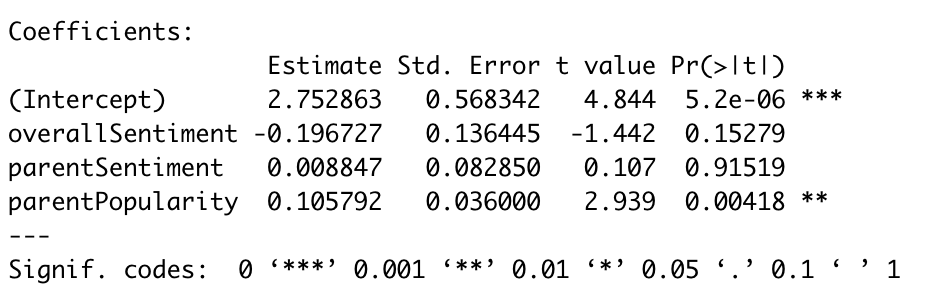 Coefficients:
Estimate Std. Error t value Pr(>|t|)
(Intercept) 2.752863 0.568342 4.844 5.2e-06 ***
overallSentiment -0.196727 0.136445 -1.442 0.15279
parentSentiment 0.008847 0.082850 0.107 0.91519
parentPopularity 0.105792 0.036000 2.939 0.00418 **
---
Signif. codes: 0 ‘***’ 0.001 ‘**’ 0.01 ‘*’ 0.05 ‘.’ 0.1 ‘ ’ 1